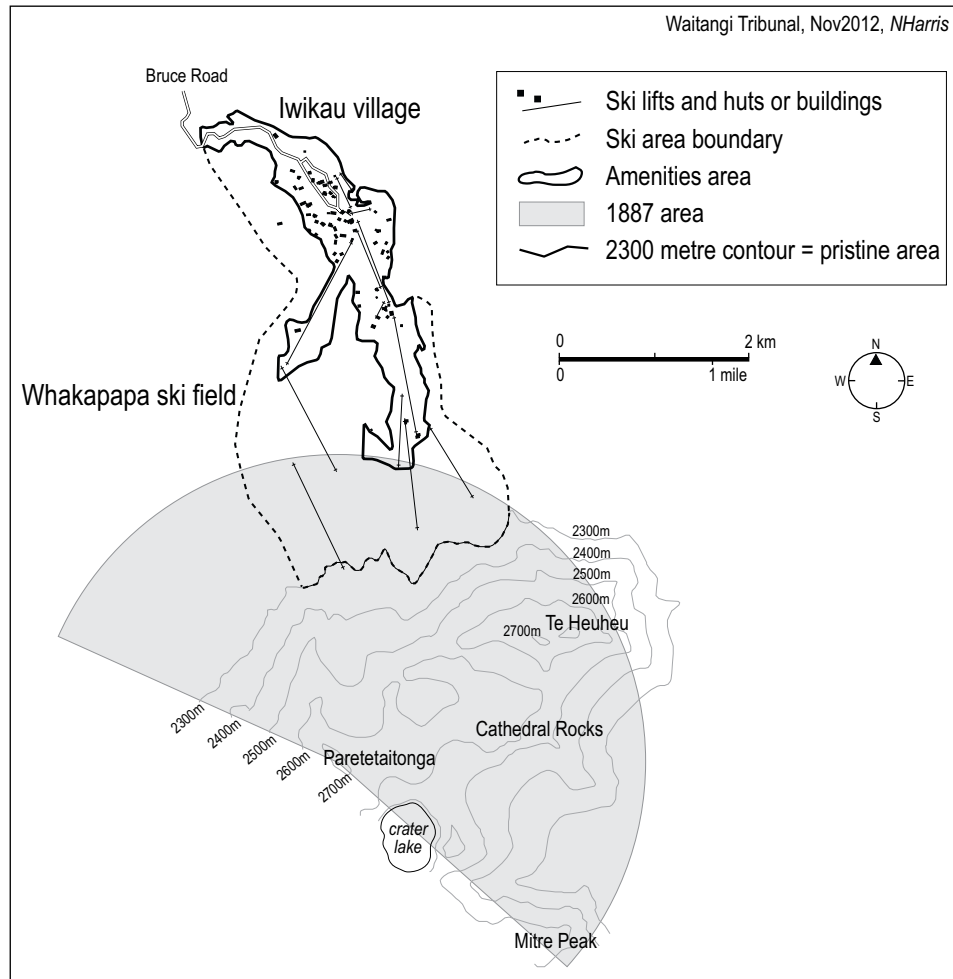 Waitangi Tribunal, Nov2012, NHarris
Bruce Road
Iwikau village
Ski lifts and huts or buildings
Ski area boundary
Amenities area
1887 area
2300 metre contour = pristine area
0
2 km
0
1 mile
N
W
E
S
Whakapapa ski field
2300m
2400m
2500m
2600m
Te Heuheu
2700m
Cathedral Rocks
2300m
2400m
2500m
2600m
2700m
Paretetaitonga
crater
lake
Mitre Peak